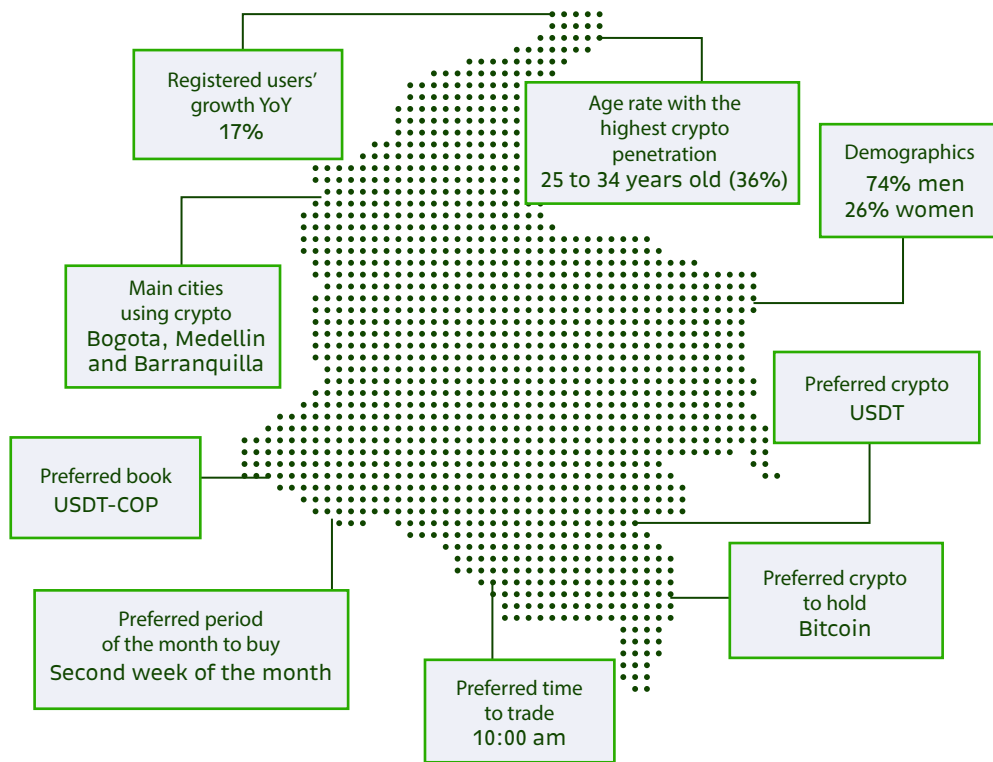 Registered users'
growth YoY
17%
Age rate with the
highest crypto
penetration
25 to 34 years old (36%)
Demographics
74% men
26% women
Main cities
using crypto
Bogota, Medellin
and Barranquilla
Preferred crypto
USDT
Preferred book
USDT-COP
Preferred crypto
to hold
Bitcoin
Preferred period
of the month to buy
Second week of the month
Preferred time
to trade
10:00 am